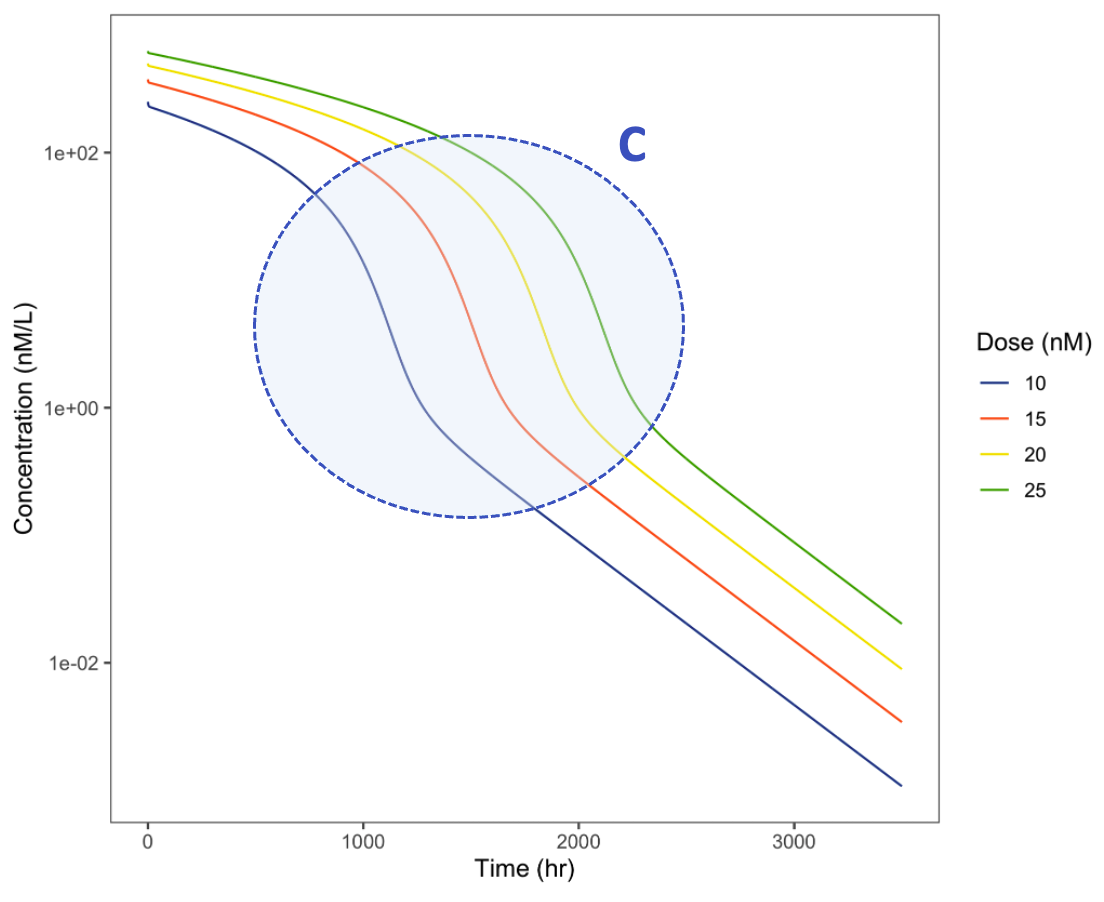 C
1e+02
1e+00
1e-02
Concentration (nM/L)
0
1000
2000
3000
Time (hr)
Dose (nM)
10
15
20
25